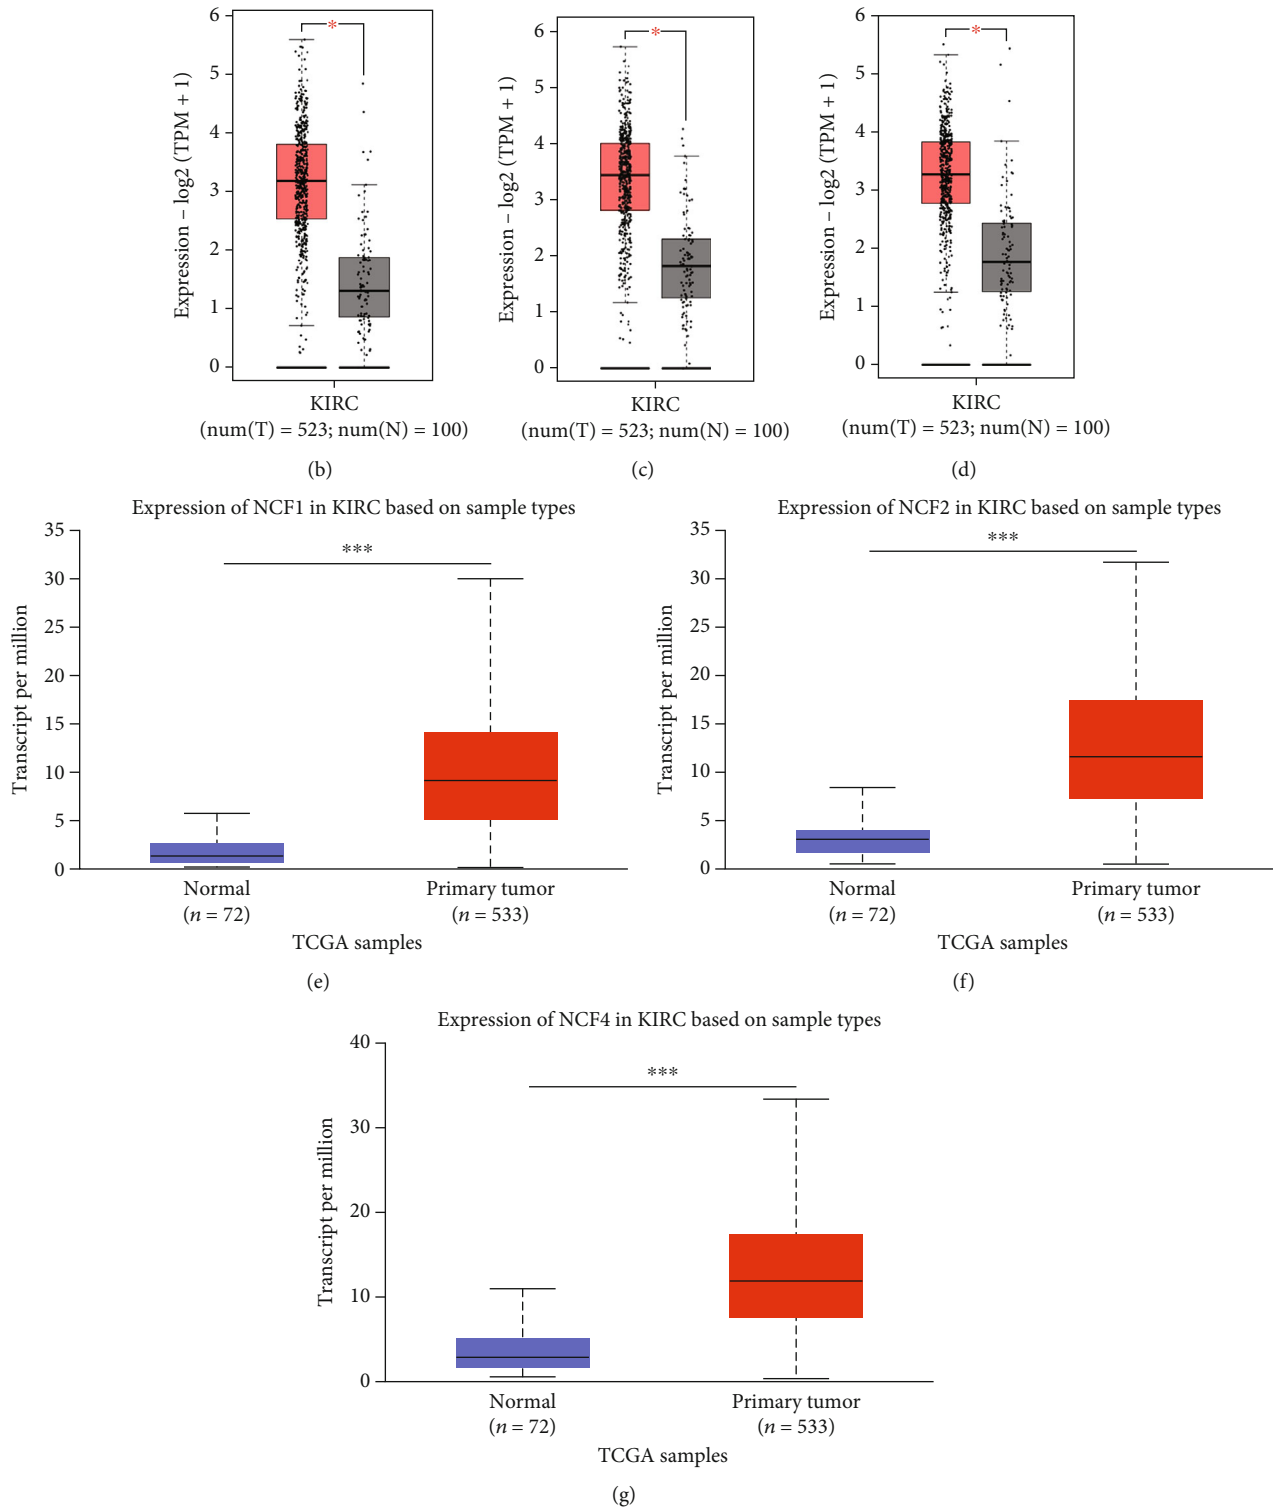 Expression – log2 (TPM + 1)
6
5
4
3
2
1
0
*
KIRC
(num(T) = 523; num(N) = 100)
(b)
Expression – log2 (TPM + 1)
6
5
4
3
2
1
0
*
KIRC
(num(T) = 523; num(N) = 100)
(c)
Expression – log2 (TPM + 1)
6
5
4
3
2
1
0
*
KIRC
(num(T) = 523; num(N) = 100)
(d)
Expression of NCF1 in KIRC based on sample types
Transcript per million
35
30
25
20
15
10
5
0
***
Normal
(n = 72)
Primary tumor
(n = 533)
TCGA samples
(e)
Expression of NCF2 in KIRC based on sample types
Transcript per million
35
30
25
20
15
10
5
0
***
Normal
(n = 72)
Primary tumor
(n = 533)
TCGA samples
(f)
Expression of NCF4 in KIRC based on sample types
Transcript per million
40
30
20
10
0
***
Normal
(n = 72)
Primary tumor
(n = 533)
TCGA samples
(g)